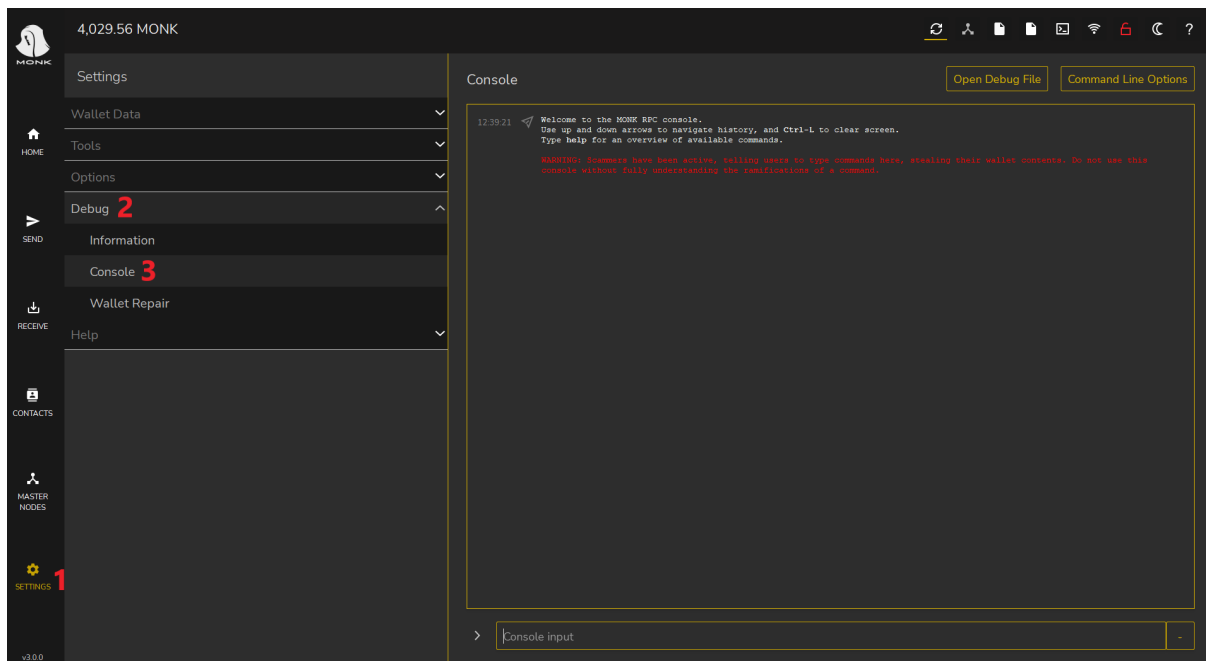 4,029.56 MONK
?
MONK
Settings
Console
Open Debug File
Command Line Options
Wallet Data
12:39:21
Welcome to the MONK RPC console.
Use up and down arrows to navigate history, and Ctrl-L to clear screen.
Type help for an overview of available commands.
WARNING: Scammers have been active, telling users to type commands here, stealing their wallet contents. Do not use this
console without fully understanding the ramifications of a command.
HOME
Tools
Options
Debug 2
SEND
Information
Console 3
Wallet Repair
RECEIVE
Help
CONTACTS
MASTER
NODES
SETTINGS 1
Console input
-
v3.0.0